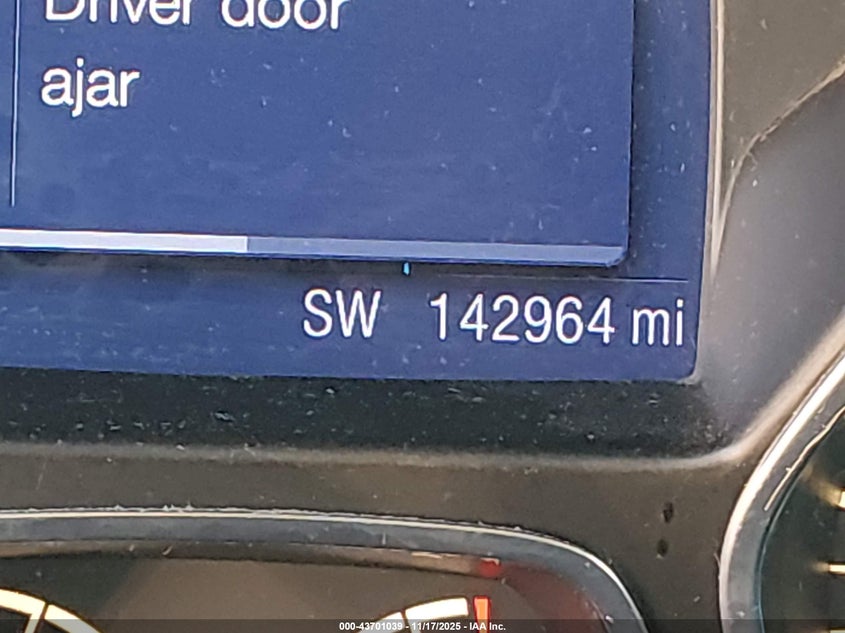 Driver door
ajar
SW 142964 mi
000-43701039 - 11/17/2025 - IAA Inc.